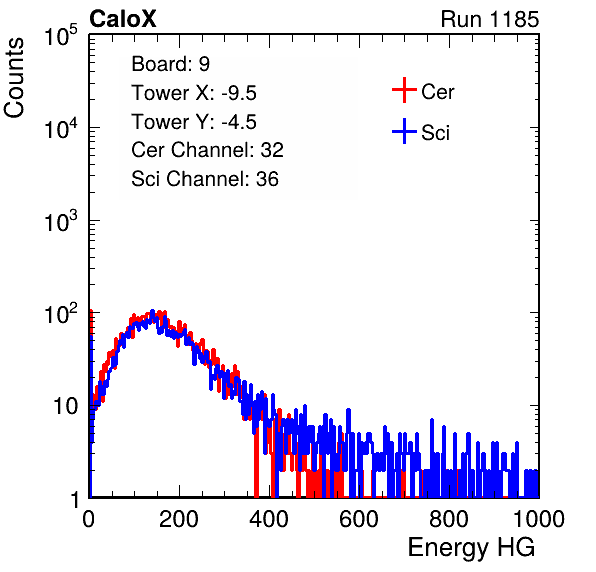 CaloX Run 1185
Counts
Board: 9
Tower X: -9.5
Tower Y: -4.5
Cer Channel: 32
Sci Channel: 36
Cer
Sci
10^5
10^4
10^3
10^2
10
1
0 200 400 600 800 1000
Energy HG